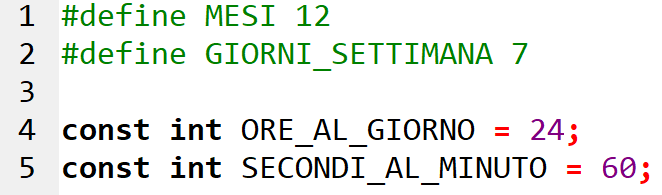 1 #define MESI 12
2 #define GIORNI_SETTIMANA 7
3
4 const int ORE_AL_GIORNO = 24;
5 const int SECONDI_AL_MINUTO = 60;